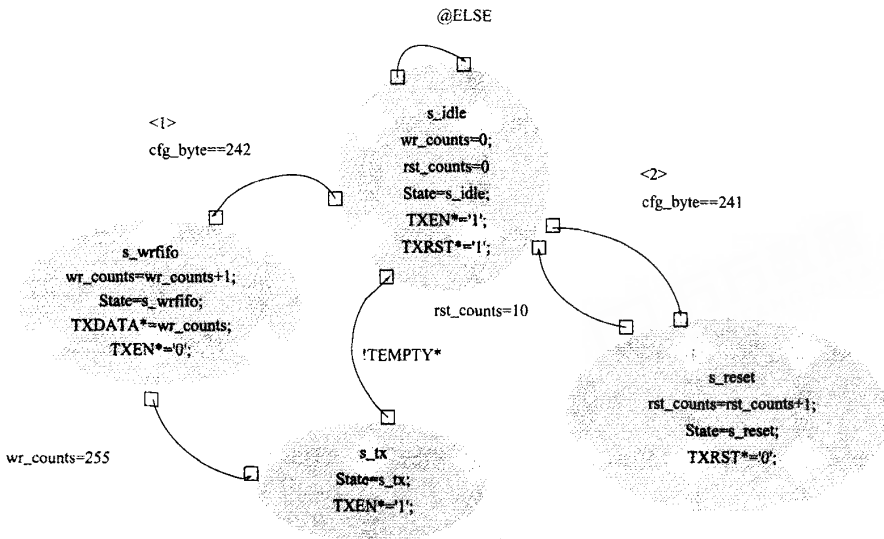 @ELSE
s_idle
wr_counts=0;
rst_counts=0
State=s_idle;
TXEN*='1';
TXRST*='1';
<1>
cfg_byte==242
<2>
cfg_byte==241
s_wrfifo
wr_counts=wr_counts+1;
State=s_wrfifo;
TXDATA*=wr_counts;
TXEN*='0';
rst_counts=10
!TEMPTY*
s_reset
rst_counts=rst_counts+1;
State=s_reset;
TXRST*='0';
wr_counts=255
s_tx
State=s_tx;
TXEN*='1';